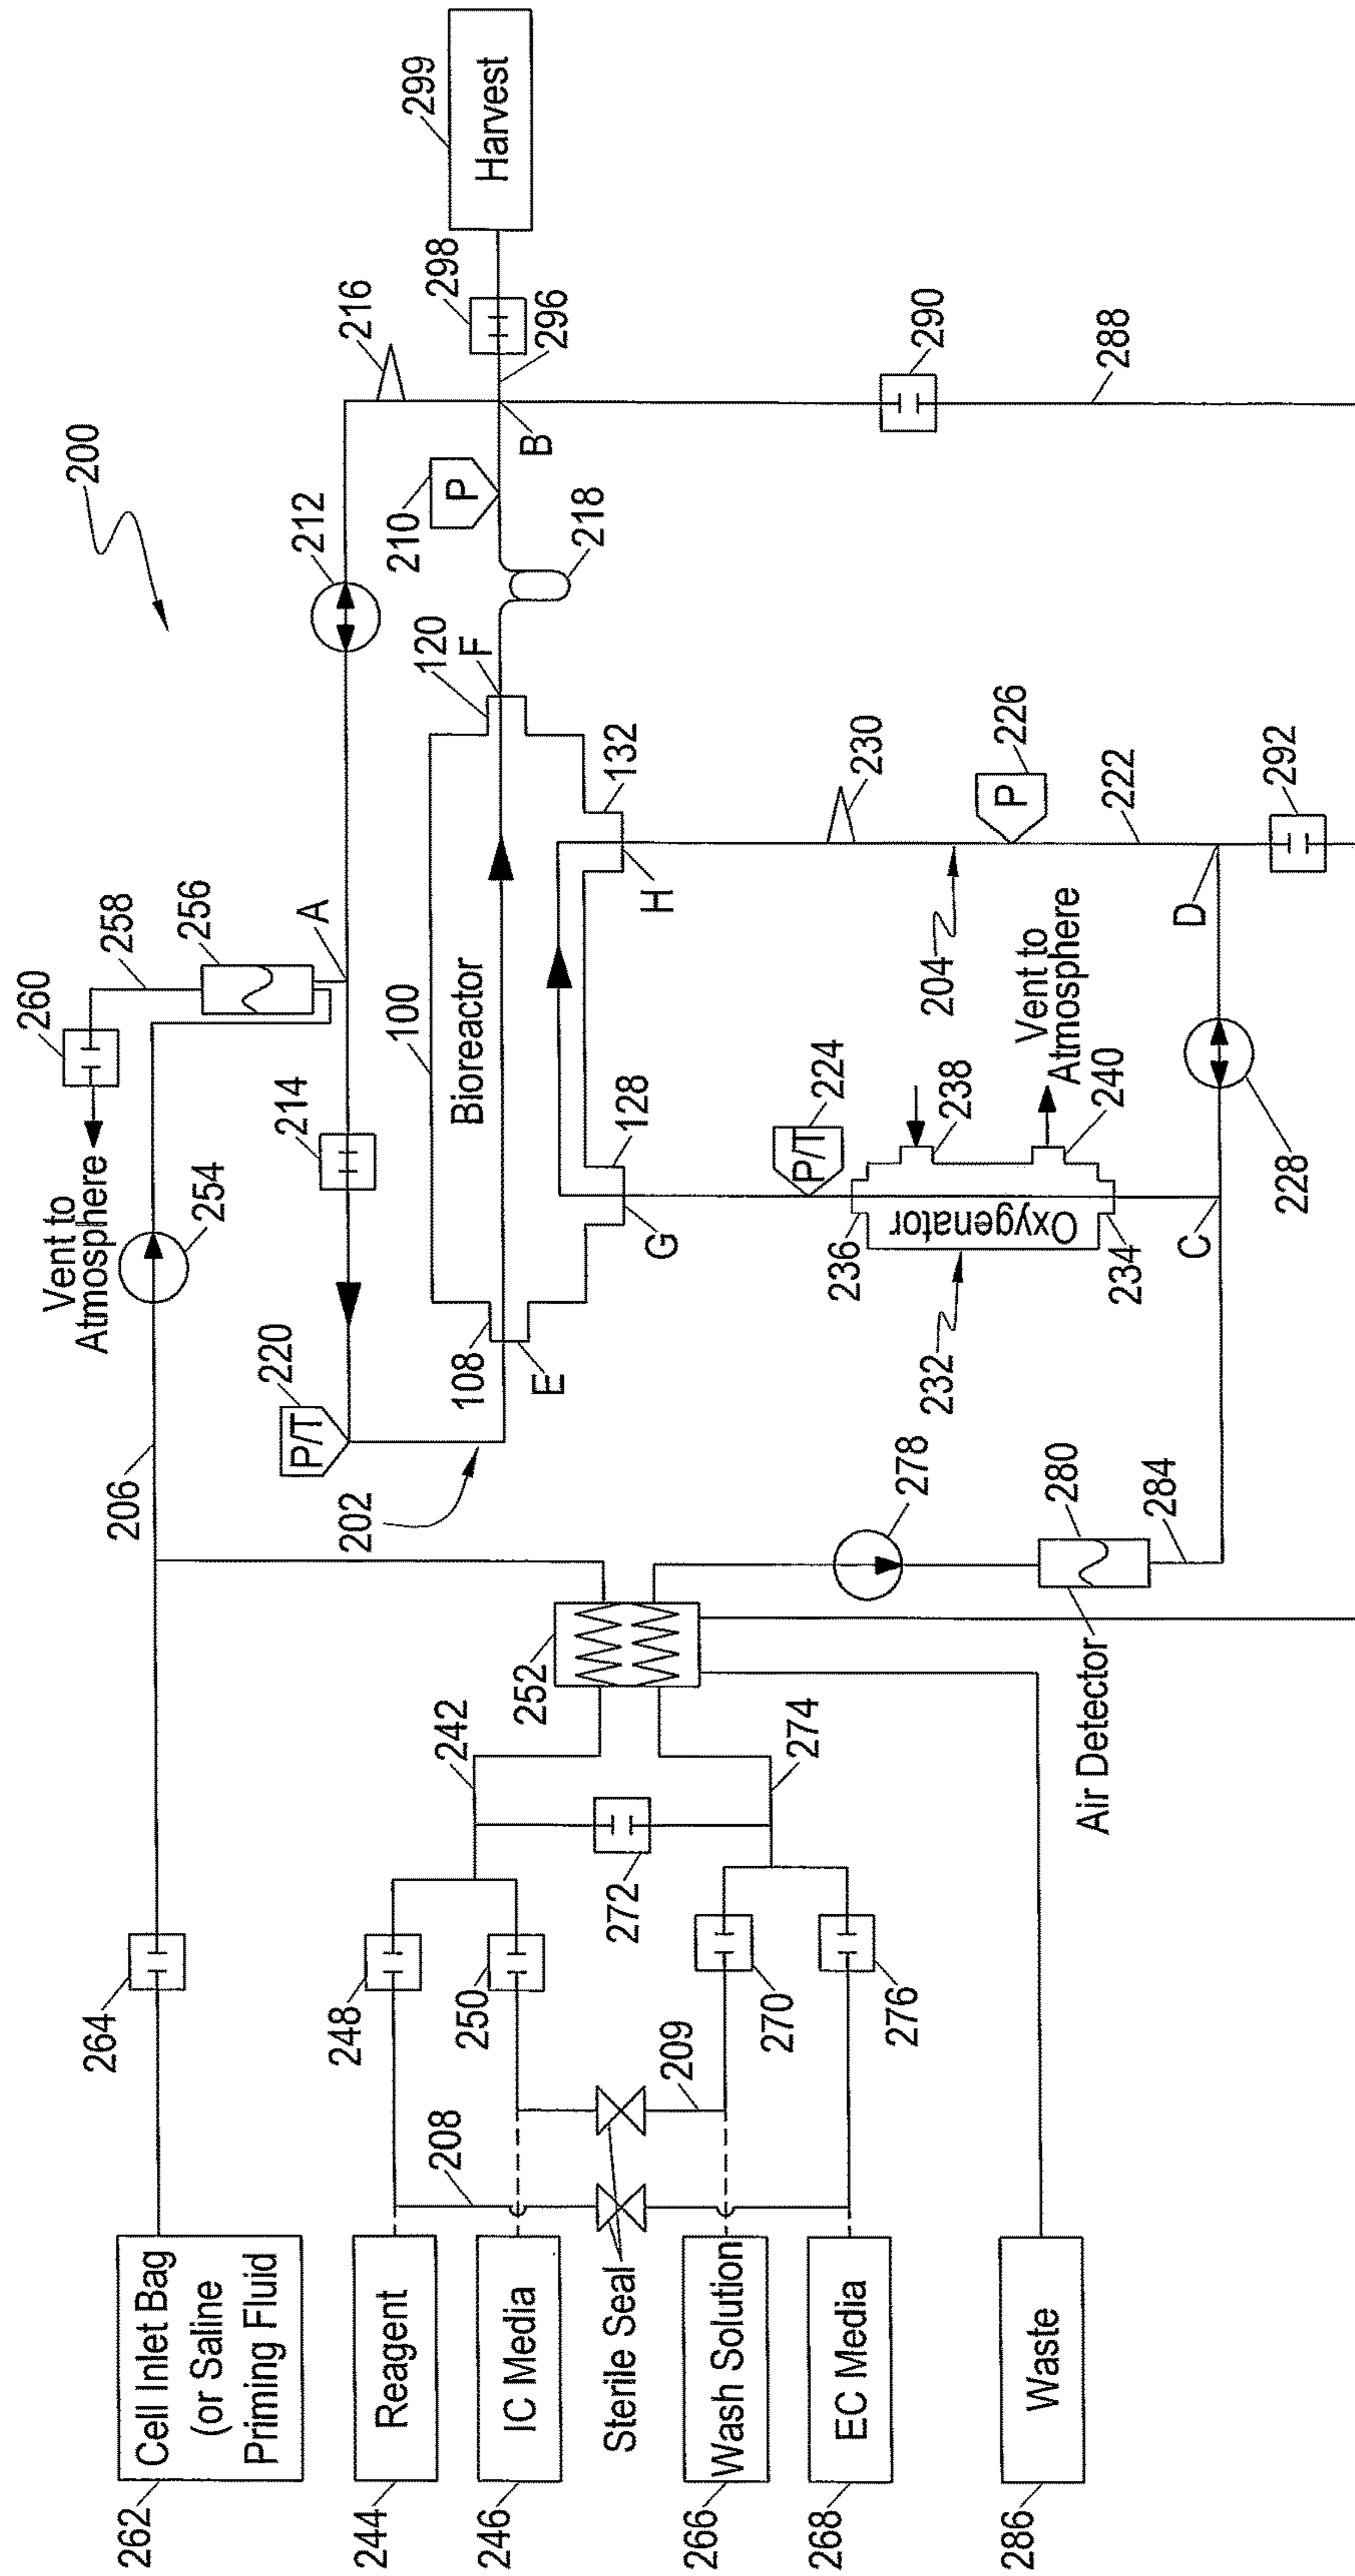 200
299
Harvest
298
296
216
290
288
B
P
210
218
212
120
F
132
230
226
P
222
292
H
204
D
Vent to
Atmosphere
A
256
258
260
100
Bioreactor
128
G
224
P/T
238
240
236
Oxygenator
234
232
228
C
214
254
Vent to
Atmosphere
220
P/T
108
E
202
206
278
280
284
Air Detector
252
242
274
272
264
248
250
270
276
209
208
Sterile Seal
262
Cell Inlet Bag
(or Saline
Priming Fluid
244
Reagent
246
IC Media
266
Wash Solution
268
EC Media
286
Waste